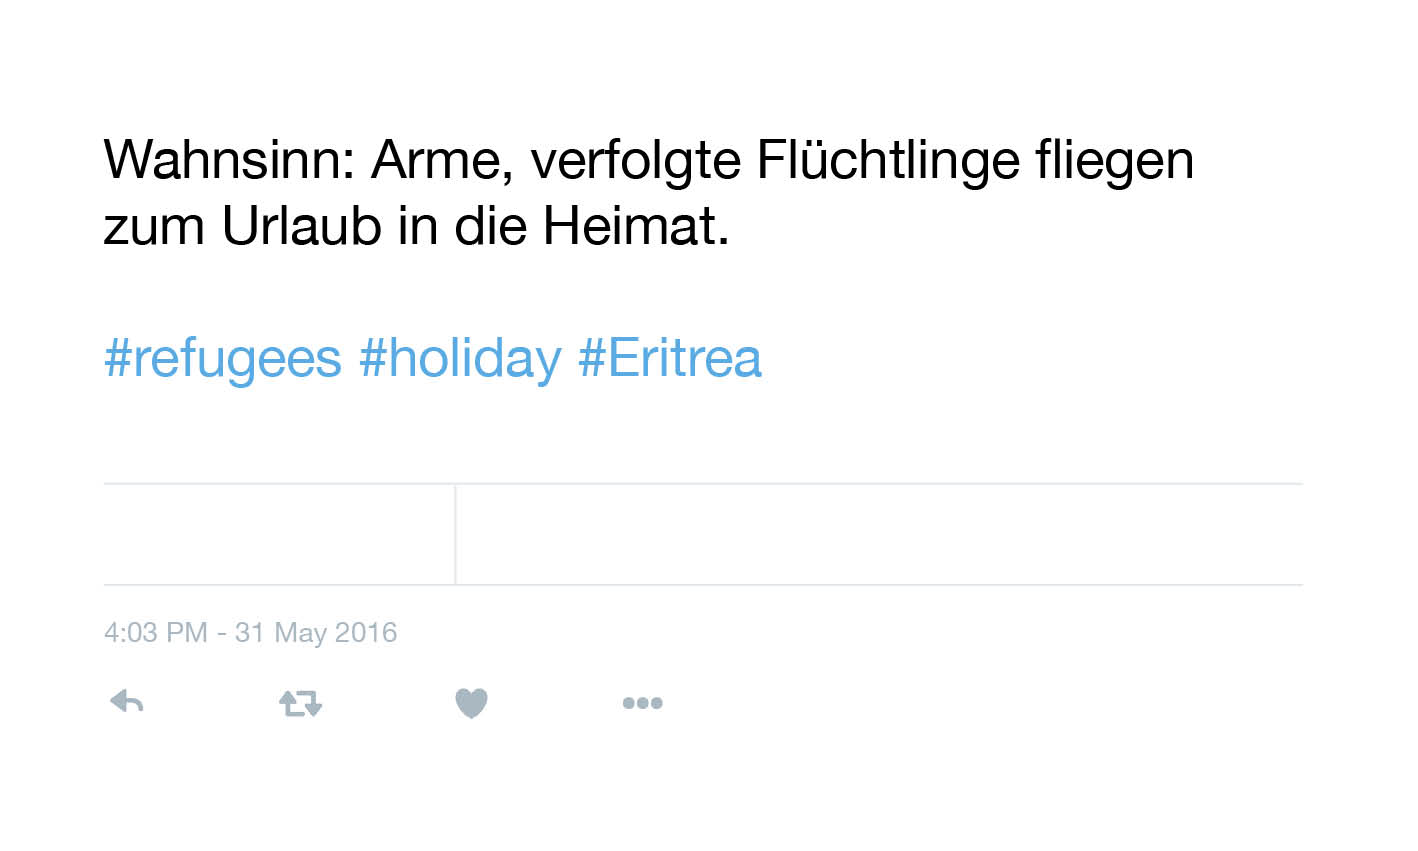 Wahnsinn: Arme, verfolgte Flüchtlinge fliegen
zum Urlaub in die Heimat.
#refugees #holiday #Eritrea
4:03 PM - 31 May 2016